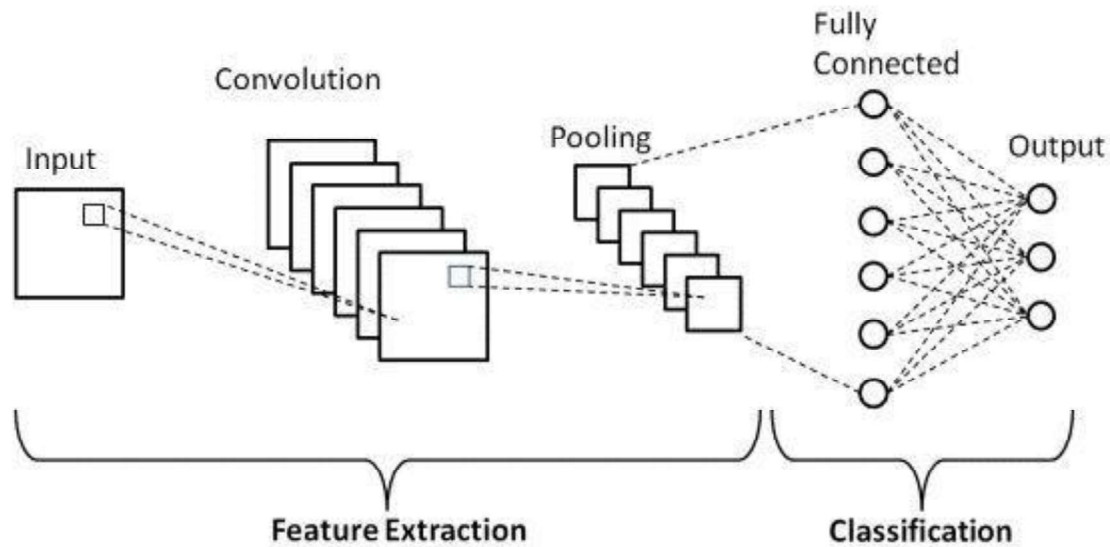 Input
Convolution
Pooling
Fully
Connected
Output
Feature Extraction
Classification